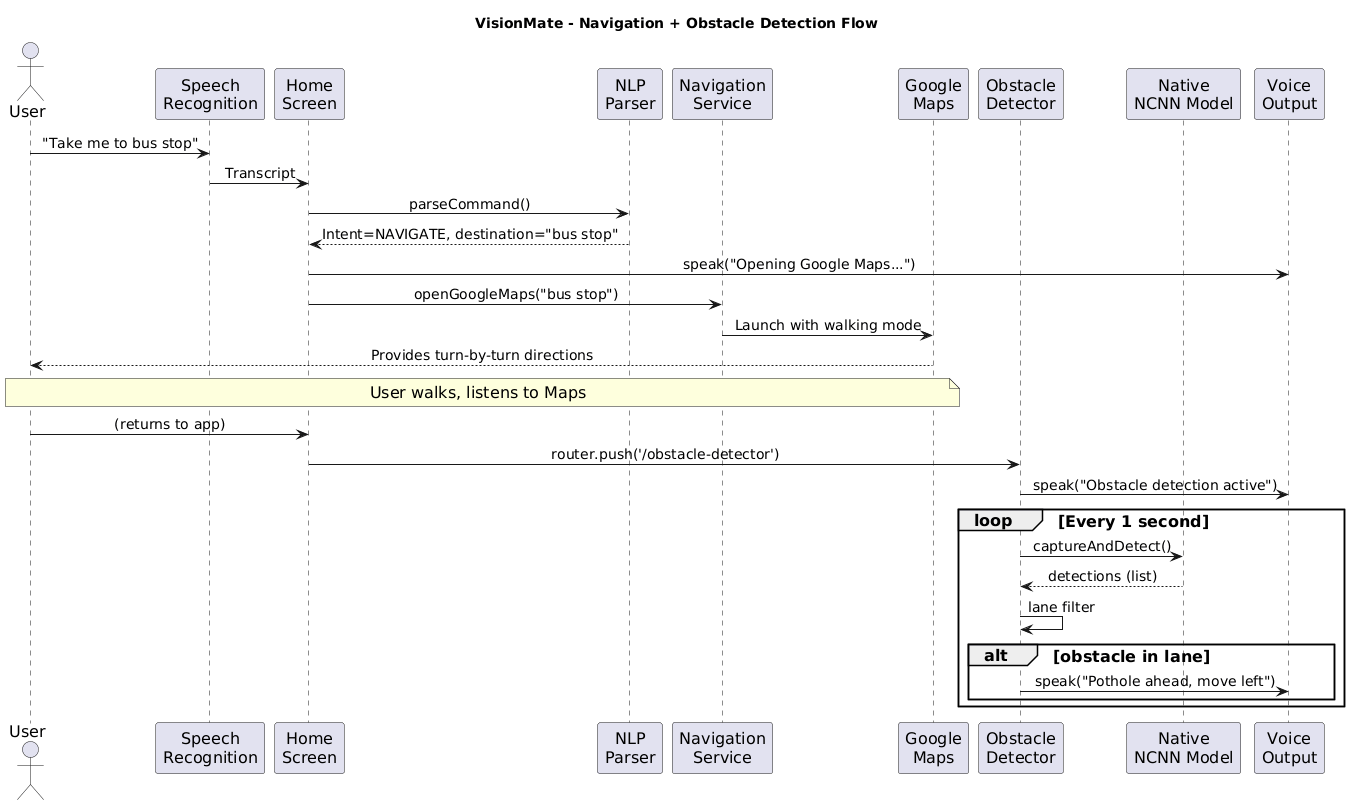 VisionMate - Navigation + Obstacle Detection Flow
User
Speech
Recognition
Home
Screen
NLP
Parser
Navigation
Service
Google
Maps
Obstacle
Detector
Native
NCNN Model
Voice
Output
"Take me to bus stop"
Transcript
parseCommand()
Intent=NAVIGATE, destination="bus stop"
speak("Opening Google Maps...")
openGoogleMaps("bus stop")
Launch with walking mode
Provides turn-by-turn directions
User walks, listens to Maps
(returns to app)
router.push('/obstacle-detector')
speak("Obstacle detection active")
loop [Every 1 second]
captureAndDetect()
detections (list)
lane filter
alt [obstacle in lane]
speak("Pothole ahead, move left")
User
Speech
Recognition
Home
Screen
NLP
Parser
Navigation
Service
Google
Maps
Obstacle
Detector
Native
NCNN Model
Voice
Output